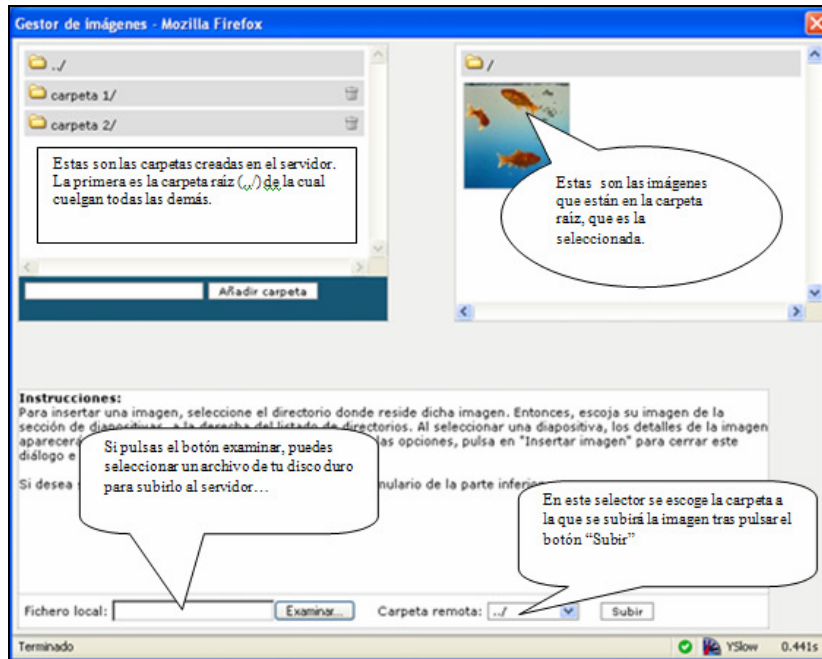 Gestor de imágenes - Mozilla Firefox
../
carpeta 1/
carpeta 2/
Estas son las carpetas creadas en el servidor.
La primera es la carpeta raíz (../) de la cual
cuelgan todas las demás.
Añadir carpeta
/
Estas son las imágenes
que están en la carpeta
raíz, que es la
seleccionada.
Instrucciones:
Para insertar una imagen, seleccione el directorio donde reside dicha imagen. Entonces, escoja su imagen de la
sección de diapositivas, a la derecha del listado de directorios. Al seleccionar una diapositiva, los detalles de la imagen
aparecerá las opciones, pulsa en "Insertar imagen" para cerrar este
diálogo e
Si desea nulario de la parte inferio
Si pulsas el botón examinar, puedes
seleccionar un archivo de tu disco duro
para subirlo al servidor…
En este selector se escoge la carpeta a
la que se subirá la imagen tras pulsar el
botón “Subir”
Fichero local: Examinar... Carpeta remota: ../ Subir
Terminado YSlow 0.441s